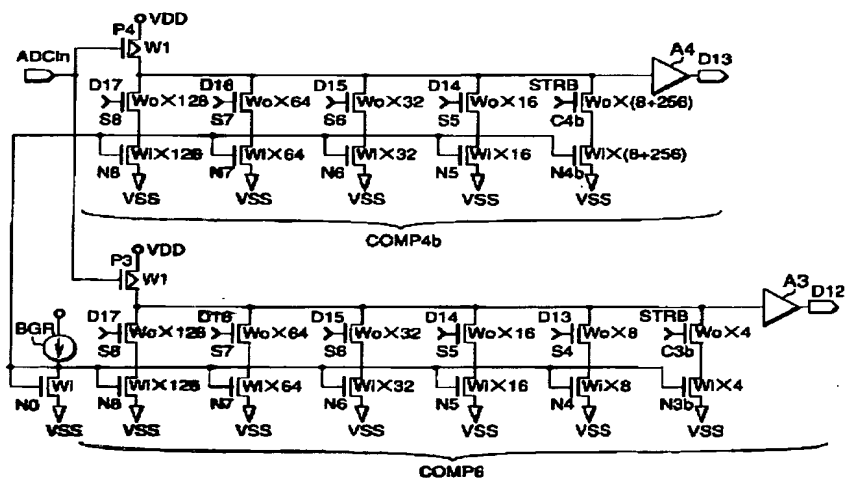 VDD
P4
W1
ADCin
A4
D13
D17
D16
D15
D14
STRB
Wo×128
Wo×64
Wo×32
Wo×16
Wo×(8+256)
S8
S7
S6
S5
C4b
Wi×128
Wi×64
Wi×32
Wi×16
Wi×(8+256)
N8
N7
N6
N5
N4b
VSS
VSS
VSS
VSS
VSS
COMP4b
VDD
P3
W1
A3
D12
BGR
D17
D16
D15
D14
D13
STRB
Wo×128
Wo×64
Wo×32
Wo×16
Wo×8
Wo×4
S8
S7
S6
S5
S4
C3b
Wi
Wi×128
Wi×64
Wi×32
Wi×16
Wi×8
Wi×4
N0
N8
N7
N6
N5
N4
N3b
VSS
VSS
VSS
VSS
VSS
VSS
VSS
COMP6